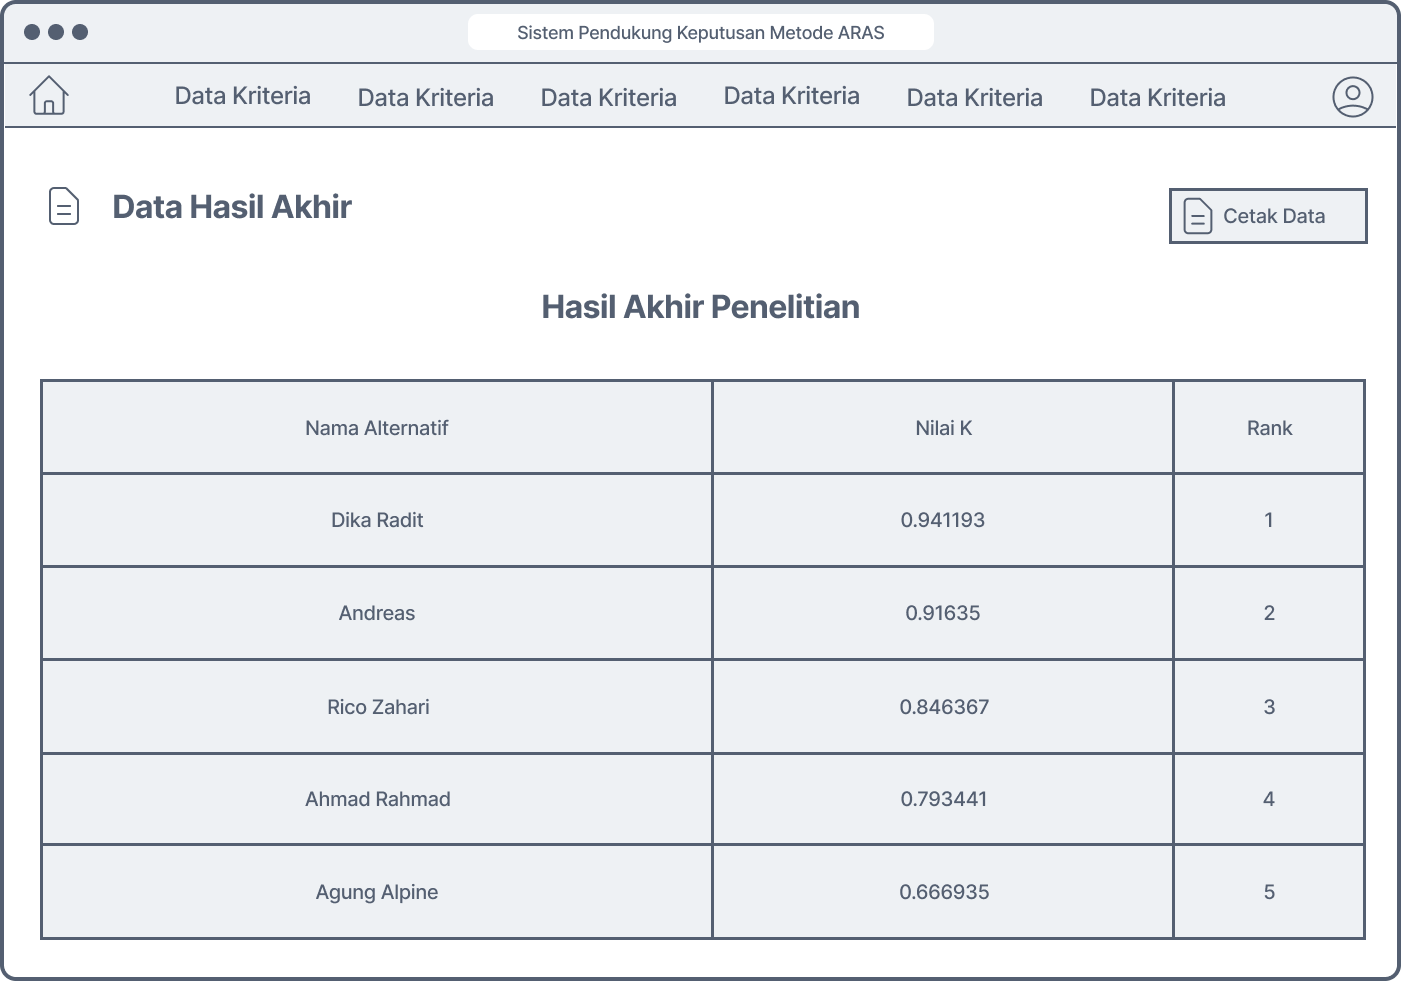 Sistem Pendukung Keputusan Metode ARAS
Data Kriteria Data Kriteria Data Kriteria Data Kriteria Data Kriteria Data Kriteria
Data Hasil Akhir
Cetak Data
Hasil Akhir Penelitian
Nama Alternatif Nilai K Rank
Dika Radit 0.941193 1
Andreas 0.91635 2
Rico Zahari 0.846367 3
Ahmad Rahmad 0.793441 4
Agung Alpine 0.666935 5